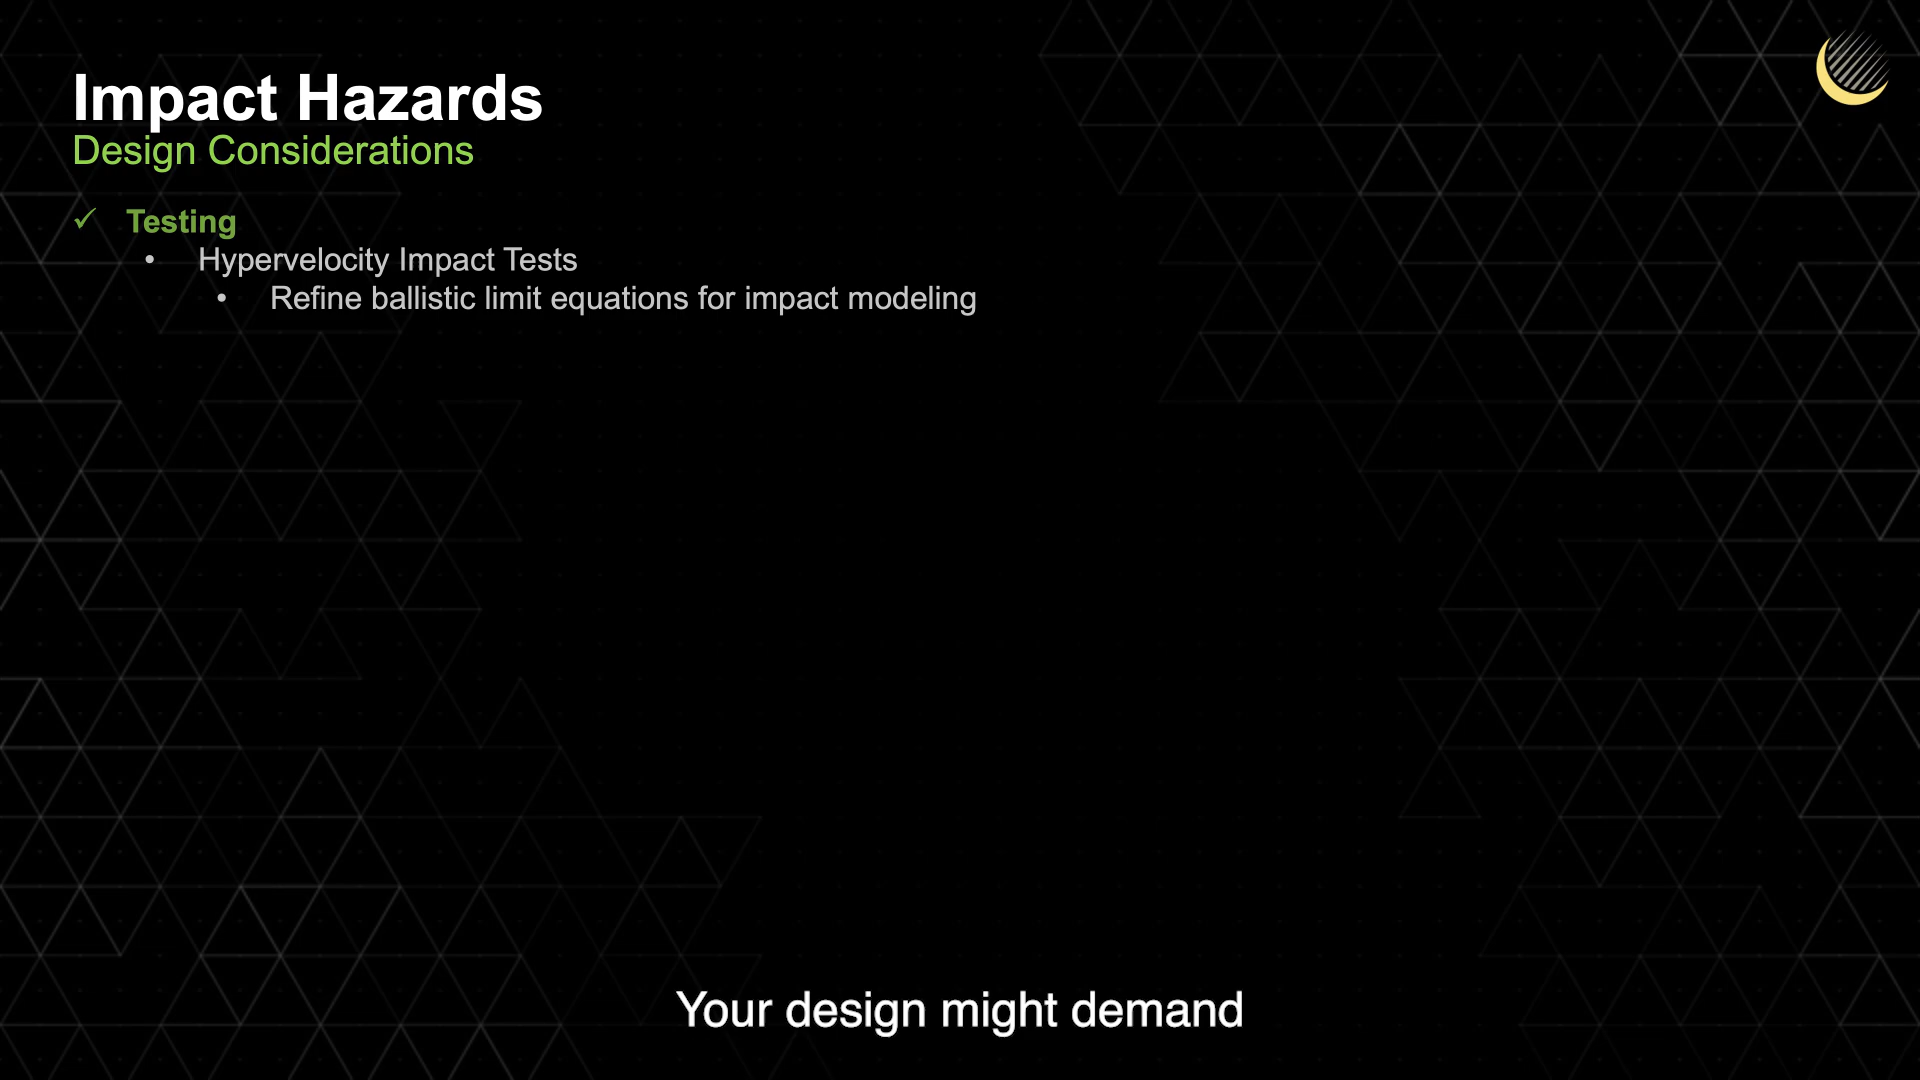 Impact Hazards
Design Considerations
✓ Testing
• Hypervelocity Impact Tests
• Refine ballistic limit equations for impact modeling
Your design might demand